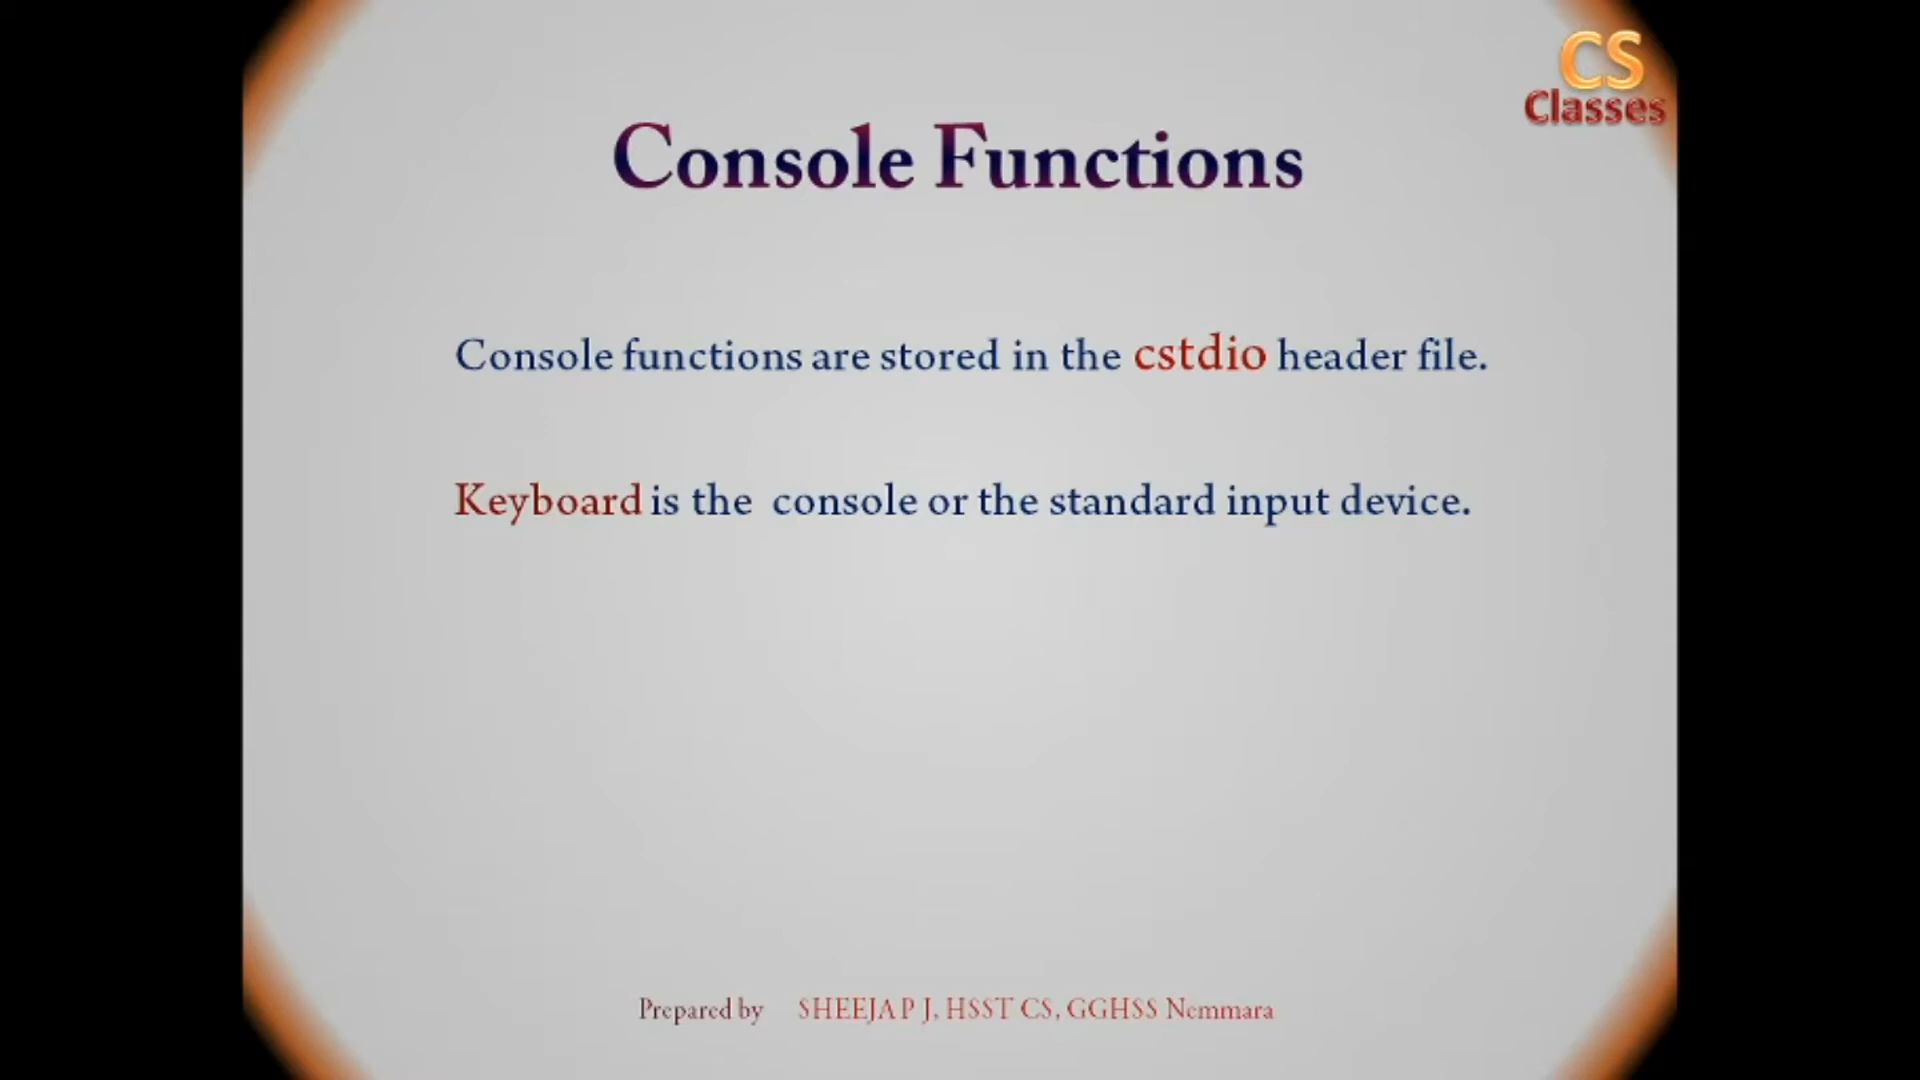 CS
Classes
Console Functions
Console functions are stored in the cstdio header file.
Keyboard is the console or the standard input device.
Prepared by SHEEJA P J, HSST CS, GGHSS Nemmara